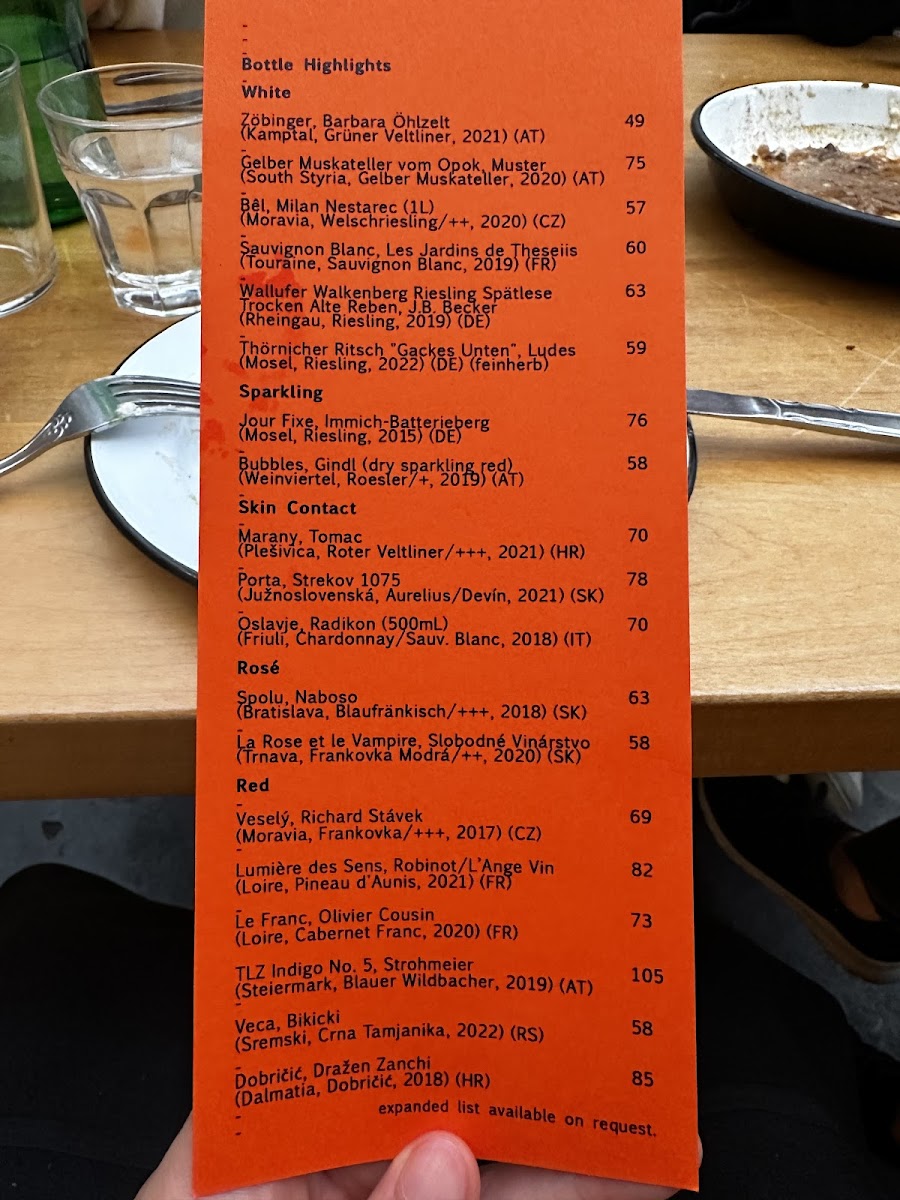 -
-
-
Bottle Highlights
-
White
-
Zöbinger, Barbara Öhlzelt 49
(Kamptal, Grüner Veltliner, 2021) (AT)
-
Gelber Muskateller vom Opok, Muster 75
(South Styria, Gelber Muskateller, 2020) (AT)
-
Bêl, Milan Nestarec (1L) 57
(Moravia, Welschriesling/++, 2020) (CZ)
-
Sauvignon Blanc, Les Jardins de Theseiis 60
(Touraine, Sauvignon Blanc, 2019) (FR)
-
Wallufer Walkenberg Riesling Spätlese 63
Trocken Alte Reben, J.B. Becker
(Rheingau, Riesling, 2019) (DE)
-
Thörnicher Ritsch "Gackes Unten", Ludes 59
(Mosel, Riesling, 2022) (DE) (feinherb)
-
Sparkling
-
Jour Fixe, Immich-Batterieberg 76
(Mosel, Riesling, 2015) (DE)
-
Bubbles, Gindl (dry sparkling red) 58
(Weinviertel, Roesler/+, 2019) (AT)
-
Skin Contact
-
Marany, Tomac 70
(Plešivica, Roter Veltliner/+++, 2021) (HR)
-
Porta, Strekov 1075 78
(Južnoslovenská, Aurelius/Devín, 2021) (SK)
-
Oslavje, Radikon (500mL) 70
(Friuli, Chardonnay/Sauv. Blanc, 2018) (IT)
-
Rosé
-
Spolu, Naboso 63
(Bratislava, Blaufränkisch/+++, 2018) (SK)
-
La Rose et le Vampire, Slobodné Vinárstvo 58
(Trnava, Frankovka Modrá/++, 2020) (SK)
-
Red
-
Veselý, Richard Stávek 69
(Moravia, Frankovka/+++, 2017) (CZ)
-
Lumière des Sens, Robinot/L'Ange Vin 82
(Loire, Pineau d'Aunis, 2021) (FR)
-
Le Franc, Olivier Cousin 73
(Loire, Cabernet Franc, 2020) (FR)
-
TLZ Indigo No. 5, Strohmeier 105
(Steiermark, Blauer Wildbacher, 2019) (AT)
-
Veca, Bikicki 58
(Sremski, Crna Tamjanika, 2022) (RS)
-
Dobričić, Dražen Zanchi 85
(Dalmatia, Dobričić, 2018) (HR)
-
expanded list available on request.
-